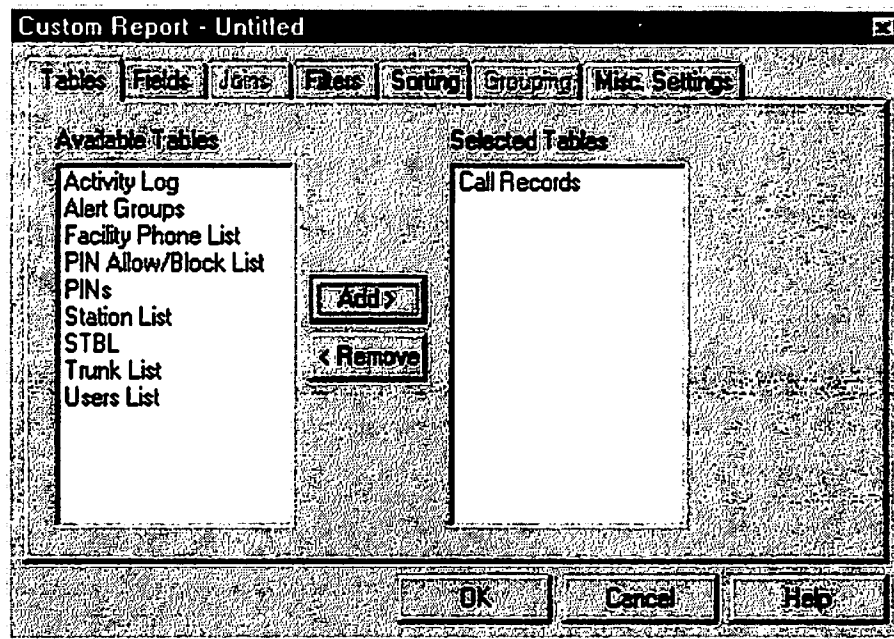 Custom Report - Untitled
Tables Fields Joins Filters Sorting Grouping Misc. Settings
Available Tables
Activity Log
Alert Groups
Facility Phone List
PIN Allow/Block List
PINs
Station List
STBL
Trunk List
Users List
Add >
< Remove
Selected Tables
Call Records
OK Cancel Help